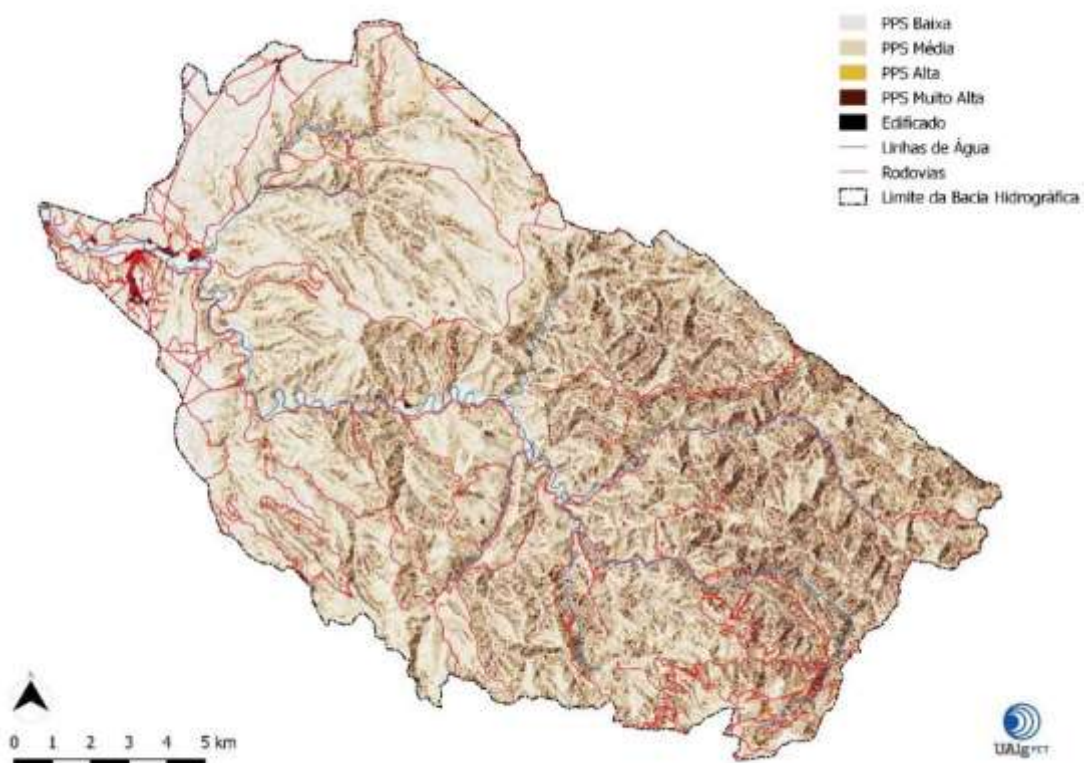 PPS Baixa
PPS Média
PPS Alta
PPS Muito Alta
Edificado
Linhas de Água
Rodovias
Limite da Bacia Hidrográfica
0 1 2 3 4 5 km
UAlg FCT